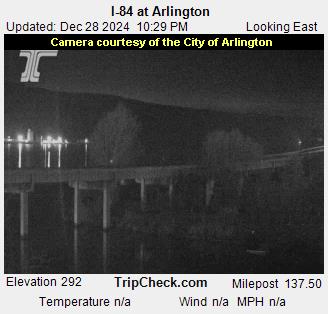 I-84 at Arlington
Updated: Dec 28 2024 10:29 PM Looking East
Camera courtesy of the City of Arlington
Elevation 292 TripCheck.com Milepost 137.50
Temperature n/a Wind n/a MPH n/a